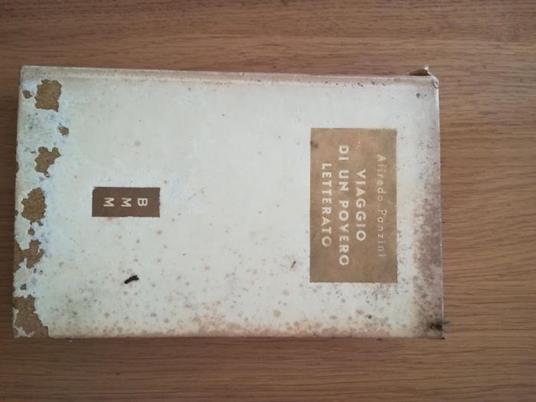 Alfredo Panzini
VIAGGIO
DI UN POVERO
LETTERATO
B
M M
M